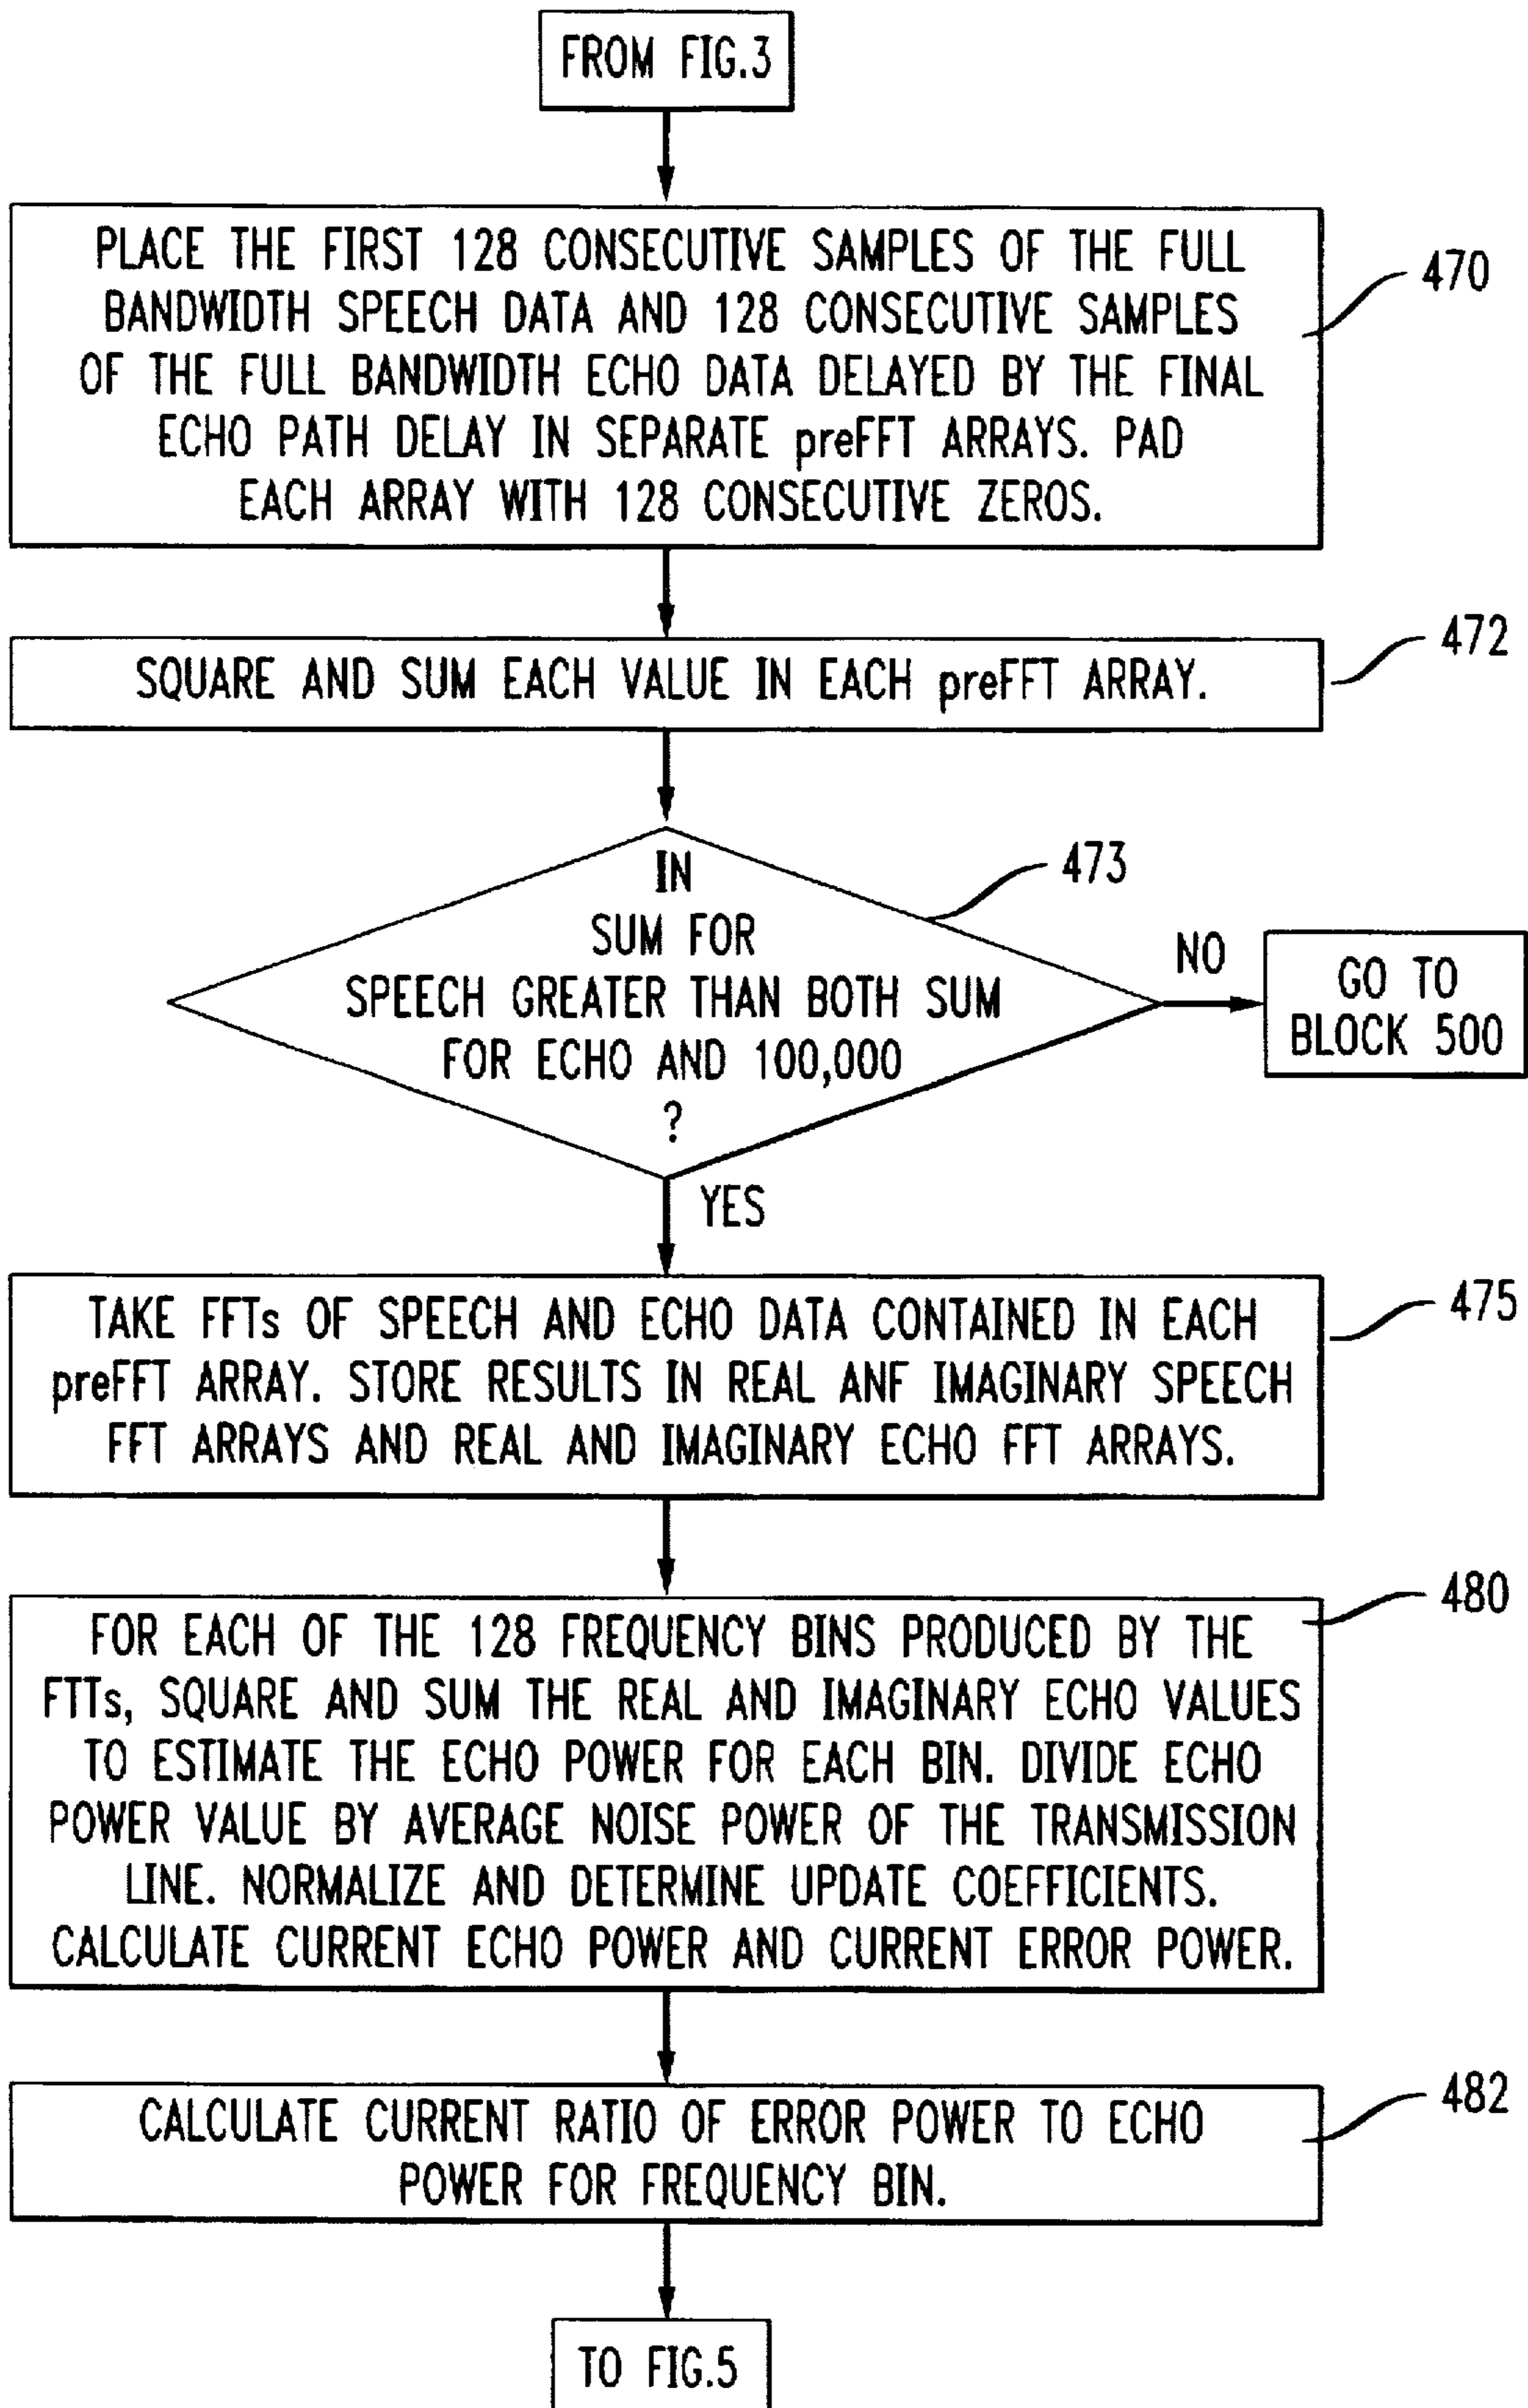 FROM FIG.3
PLACE THE FIRST 128 CONSECUTIVE SAMPLES OF THE FULL
BANDWIDTH SPEECH DATA AND 128 CONSECUTIVE SAMPLES
OF THE FULL BANDWIDTH ECHO DATA DELAYED BY THE FINAL
ECHO PATH DELAY IN SEPARATE preFFT ARRAYS. PAD
EACH ARRAY WITH 128 CONSECUTIVE ZEROS.
470
SQUARE AND SUM EACH VALUE IN EACH preFFT ARRAY.
472
IN
SUM FOR
SPEECH GREATER THAN BOTH SUM
FOR ECHO AND 100,000
?
473
NO
GO TO
BLOCK 500
YES
TAKE FFTs OF SPEECH AND ECHO DATA CONTAINED IN EACH
preFFT ARRAY. STORE RESULTS IN REAL ANF IMAGINARY SPEECH
FFT ARRAYS AND REAL AND IMAGINARY ECHO FFT ARRAYS.
475
FOR EACH OF THE 128 FREQUENCY BINS PRODUCED BY THE
FTTs, SQUARE AND SUM THE REAL AND IMAGINARY ECHO VALUES
TO ESTIMATE THE ECHO POWER FOR EACH BIN. DIVIDE ECHO
POWER VALUE BY AVERAGE NOISE POWER OF THE TRANSMISSION
LINE. NORMALIZE AND DETERMINE UPDATE COEFFICIENTS.
CALCULATE CURRENT ECHO POWER AND CURRENT ERROR POWER.
480
CALCULATE CURRENT RATIO OF ERROR POWER TO ECHO
POWER FOR FREQUENCY BIN.
482
TO FIG.5